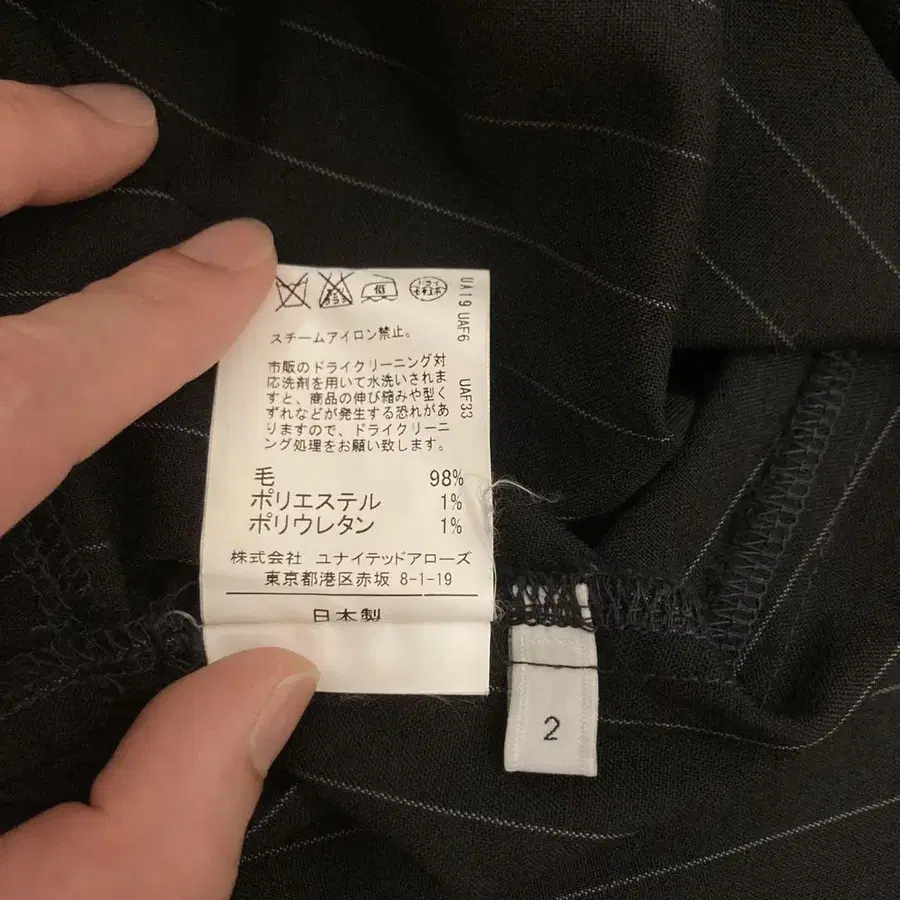 低
スチームアイロン禁止。
市販のドライクリーニング対
応洗剤を用いて水洗いされま
すと、商品の伸び縮みや型く
ずれなどが発生する恐れがあ
りますので、ドライクリーニ
ング処理をお願い致します。
毛 98%
ポリエステル 1%
ポリウレタン 1%
株式会社 ユナイテッドアローズ
東京都港区赤坂 8-1-19
日本製
UA19 UAF6 UAF33
2